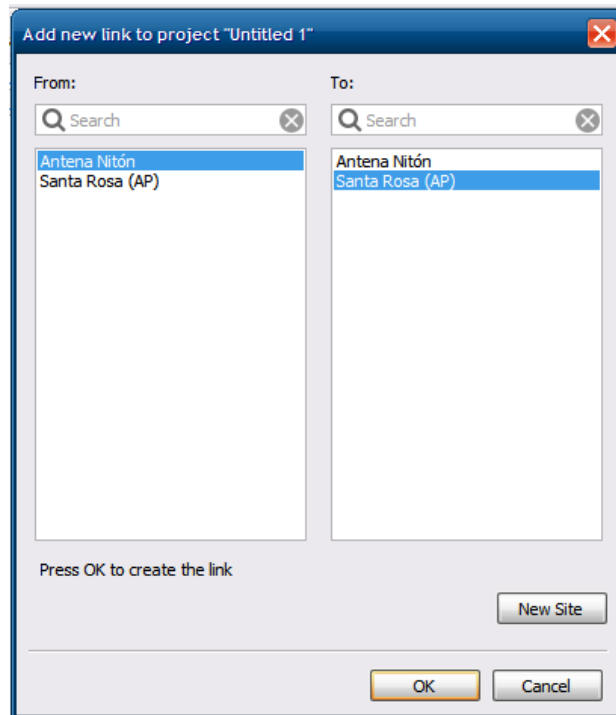 Add new link to project "Untitled 1"
From:
To:
Search
Search
Antena Nitón
Santa Rosa (AP)
Antena Nitón
Santa Rosa (AP)
Press OK to create the link
New Site
OK
Cancel